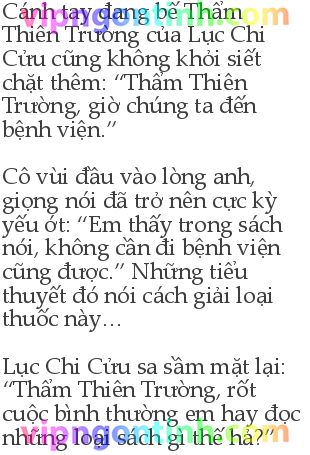 Cánh tay đang bế Thẩm
Thiên Trường của Lục Chi
Cửu cũng không khỏi siết
chặt thêm: “Thẩm Thiên
Trường, giờ chúng ta đến
bệnh viện.”
Cô vùi đầu vào lòng anh,
giọng nói đã trở nên cực kỳ
yếu ớt: “Em thấy trong sách
nói, không cần đi bệnh viện
cũng được.” Những tiểu
thuyết đó nói cách giải loại
thuốc này…
Lục Chi Cửu sa sầm mặt lại:
“Thẩm Thiên Trường, rốt
cuộc bình thường em hay đọc
những loại sách gì thế hả?”
vipngontinh.com
vipngontinh.com